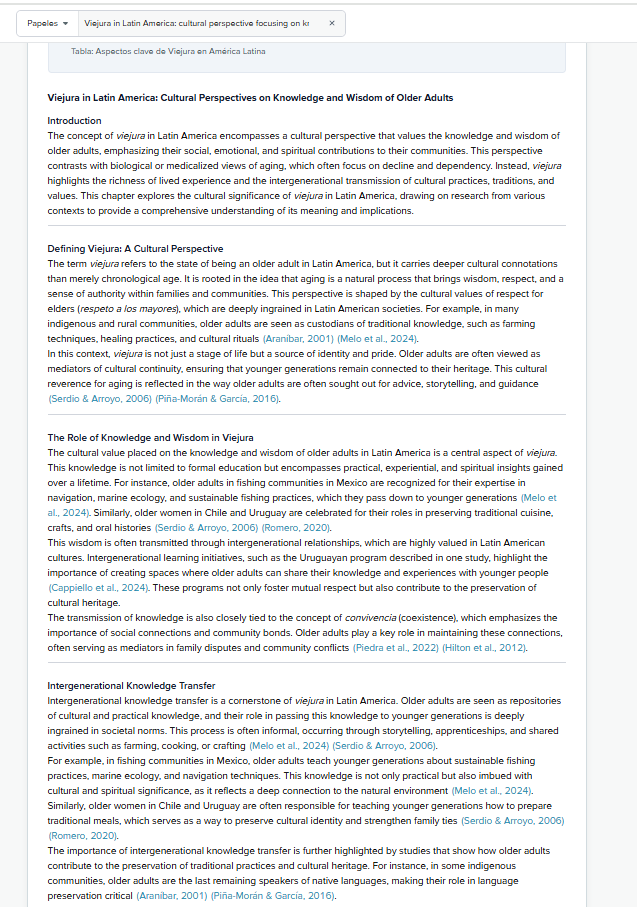 Papeles
Viejura in Latin America: cultural perspective focusing on
Tabla: Aspectos clave de Viejura en América Latina
Viejura in Latin America: Cultural Perspectives on Knowledge and Wisdom of Older Adults
Introduction
The concept of viejura in Latin America encompasses a cultural perspective that values the knowledge and wisdom of
older adults, emphasizing their social, emotional, and spiritual contributions to their communities. This perspective
contrasts with biological or medicalized views of aging, which often focus on decline and dependency. Instead, viejura
highlights the richness of lived experience and the intergenerational transmission of cultural practices, traditions, and
values. This chapter explores the cultural significance of viejura in Latin America, drawing on research from various
contexts to provide a comprehensive understanding of its meaning and implications.
Defining Viejura: A Cultural Perspective
The term viejura refers to the state of being an older adult in Latin America, but it carries deeper cultural connotations
than merely chronological age. It is rooted in the idea that aging is a natural process that brings wisdom, respect, and a
sense of authority within families and communities. This perspective is shaped by the cultural values of respect for
elders (respeto a los mayores), which are deeply ingrained in Latin American societies. For example, in many
indigenous and rural communities, older adults are seen as custodians of traditional knowledge, such as farming
techniques, healing practices, and cultural rituals (Araníbar, 2001) (Melo et al., 2024).
In this context, viejura is not just a stage of life but a source of identity and pride. Older adults are often viewed as
mediators of cultural continuity, ensuring that younger generations remain connected to their heritage. This cultural
reverence for aging is reflected in the way older adults are often sought out for advice, storytelling, and guidance
(Serdio & Arroyo, 2006) (Piña-Morán & García, 2016).
The Role of Knowledge and Wisdom in Viejura
The cultural value placed on the knowledge and wisdom of older adults in Latin America is a central aspect of viejura.
This knowledge is not limited to formal education but encompasses practical, experiential, and spiritual insights gained
over a lifetime. For instance, older adults in fishing communities in Mexico are recognized for their expertise in
navigation, marine ecology, and sustainable fishing practices, which they pass down to younger generations (Melo et
al., 2024). Similarly, older women in Chile and Uruguay are celebrated for their roles in preserving traditional cuisine,
crafts, and oral histories (Serdio & Arroyo, 2006) (Romero, 2020).
This wisdom is often transmitted through intergenerational relationships, which are highly valued in Latin American
cultures. Intergenerational learning initiatives, such as the Uruguayan program described in one study, highlight the
importance of creating spaces where older adults can share their knowledge and experiences with younger people
(Cappiello et al., 2024). These programs not only foster mutual respect but also contribute to the preservation of
cultural heritage.
The transmission of knowledge is also closely tied to the concept of convivencia (coexistence), which emphasizes the
importance of social connections and community bonds. Older adults play a key role in maintaining these connections,
often serving as mediators in family disputes and community conflicts (Piedra et al., 2022) (Hilton et al., 2012).
Intergenerational Knowledge Transfer
Intergenerational knowledge transfer is a cornerstone of viejura in Latin America. Older adults are seen as repositories
of cultural and practical knowledge, and their role in passing this knowledge to younger generations is deeply
ingrained in societal norms. This process is often informal, occurring through storytelling, apprenticeships, and shared
activities such as farming, cooking, or crafting (Melo et al., 2024) (Serdio & Arroyo, 2006).
For example, in fishing communities in Mexico, older adults teach younger generations about sustainable fishing
practices, marine ecology, and navigation techniques. This knowledge is not only practical but also imbued with
cultural and spiritual significance, as it reflects a deep connection to the natural environment (Melo et al., 2024).
Similarly, older women in Chile and Uruguay are often responsible for teaching younger generations how to prepare
traditional meals, which serves as a way to preserve cultural identity and strengthen family ties (Serdio & Arroyo, 2006)
(Romero, 2020).
The importance of intergenerational knowledge transfer is further highlighted by studies that show how older adults
contribute to the preservation of traditional practices and cultural heritage. For instance, in some indigenous
communities, older adults are the last remaining speakers of native languages, making their role in language
preservation critical (Araníbar, 2001) (Piña-Morán & García, 2016).